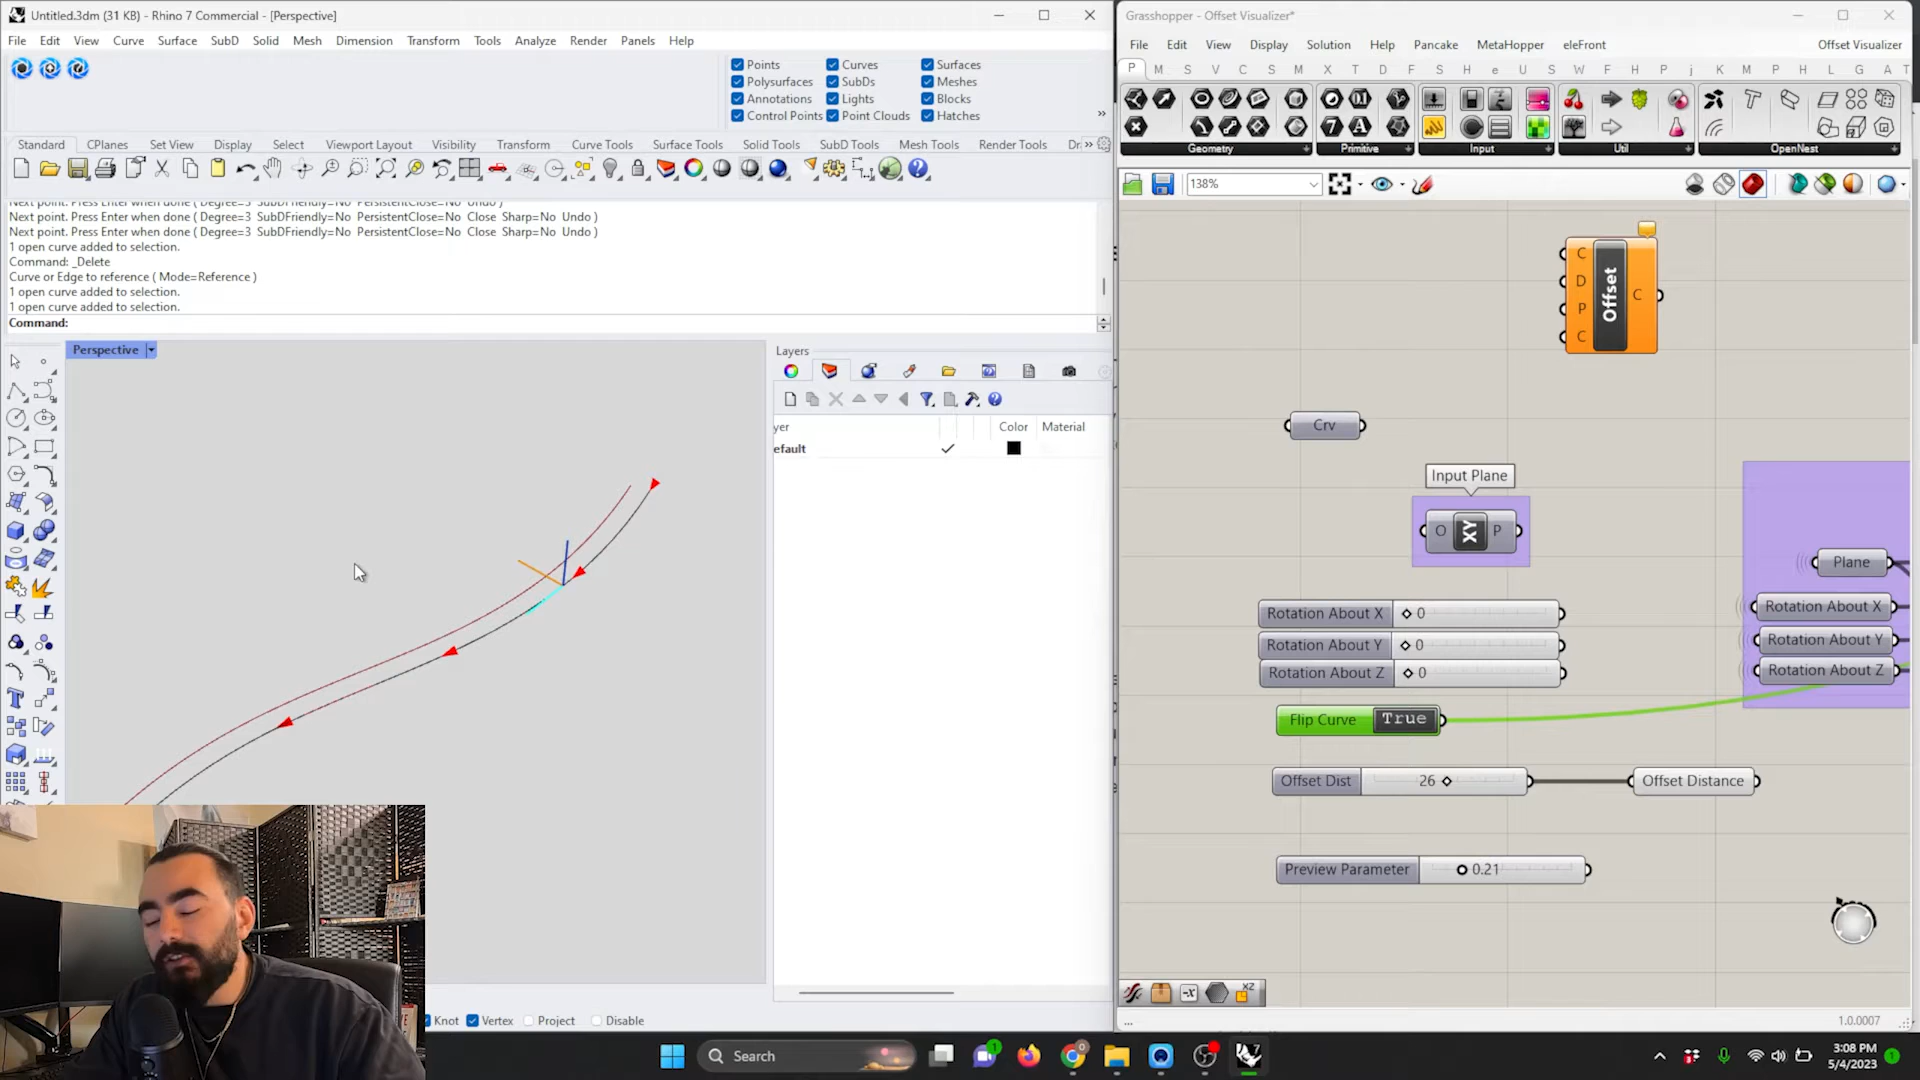 Untitled.3dm (31 KB) - Rhino 7 Commercial - [Perspective]
File Edit View Curve Surface SubD Solid Mesh Dimension Transform Tools Analyze Render Panels Help
Points Curves Surfaces
Polysurfaces SubDs Meshes
Annotations Lights Blocks
Control Points Point Clouds Hatches
Standard CPlanes Set View Display Select Viewport Layout Visibility Transform Curve Tools Surface Tools Solid Tools SubD Tools Mesh Tools Render Tools Dr
Next point. Press Enter when done ( Degree=3 SubDFriendly=No PersistentClose=No Close Sharp=No Undo )
Next point. Press Enter when done ( Degree=3 SubDFriendly=No PersistentClose=No Close Sharp=No Undo )
1 open curve added to selection.
Command: _Delete
Curve or Edge to reference ( Mode=Reference )
1 open curve added to selection.
1 open curve added to selection.
Command:
Perspective
Layers
yer Color Material
efault
Knot Vertex Project Disable
Grasshopper - Offset Visualizer*
File Edit View Display Solution Help Pancake MetaHopper eleFront Offset Visualizer
P M S V C S M X T D F S H e U S W F H P j K M P H L G A T
Geometry Primitive Input Util OpenNest
138%
C
D
P
C
Offset
C
Crv
Input Plane
O XY P
Plane
Rotation About X 0
Rotation About Y 0
Rotation About Z 0
Rotation About X
Rotation About Y
Rotation About Z
Flip Curve True
Offset Dist 26
Offset Distance
Preview Parameter 0.21
... 1.0.0007
Search
3:08 PM
5/4/2023